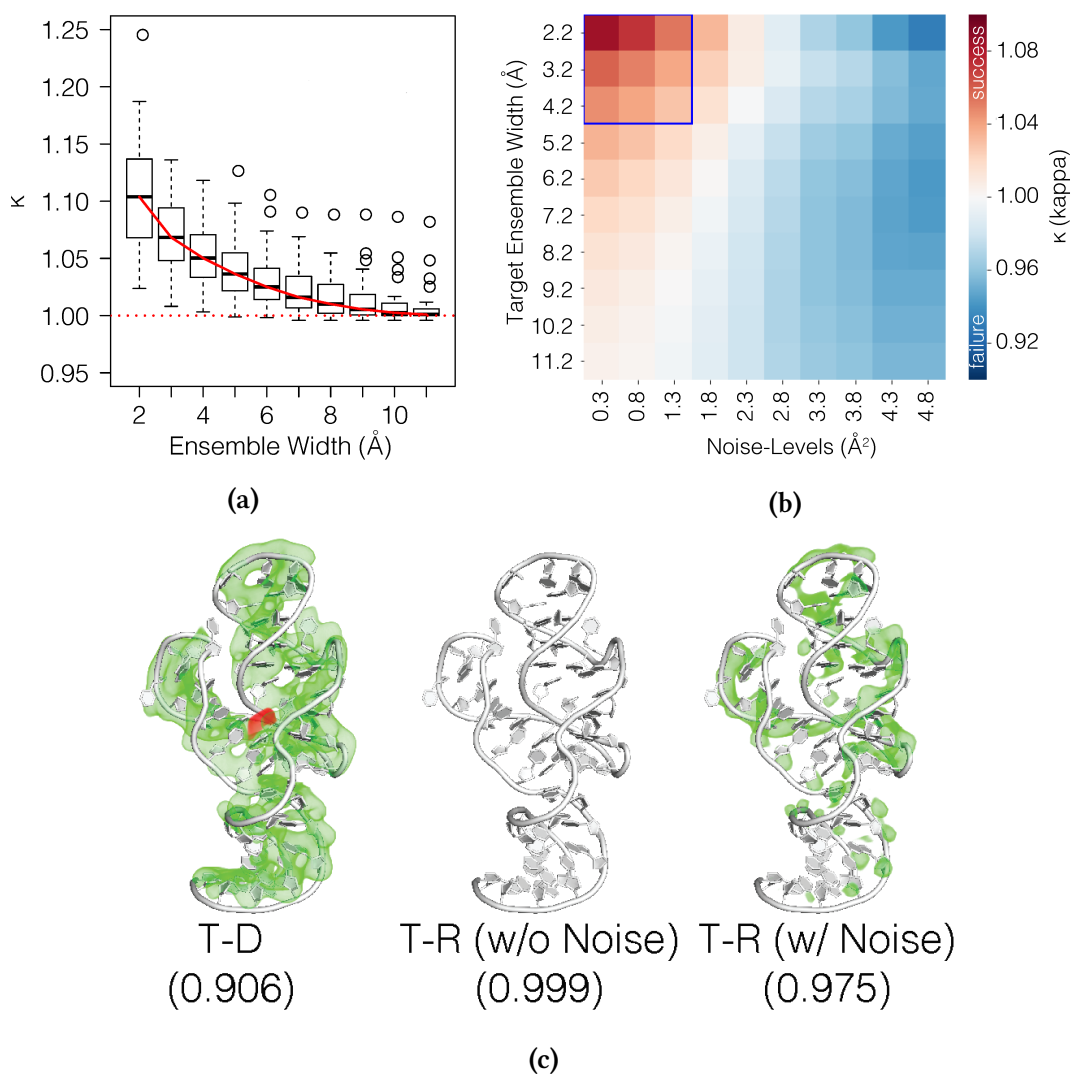 κ
1.25
1.20
1.15
1.10
1.05
1.00
0.95
2 4 6 8 10
Ensemble Width (Å)
(a)
Target Ensemble Width (Å)
2.2
3.2
4.2
5.2
6.2
7.2
8.2
9.2
10.2
11.2
0.3 0.8 1.3 1.8 2.3 2.8 3.3 3.8 4.3 4.8
Noise-Levels (Å²)
success
failure
1.08
1.04
1.00
0.96
0.92
κ (kappa)
(b)
T-D
(0.906)
T-R (w/o Noise)
(0.999)
T-R (w/ Noise)
(0.975)
(c)